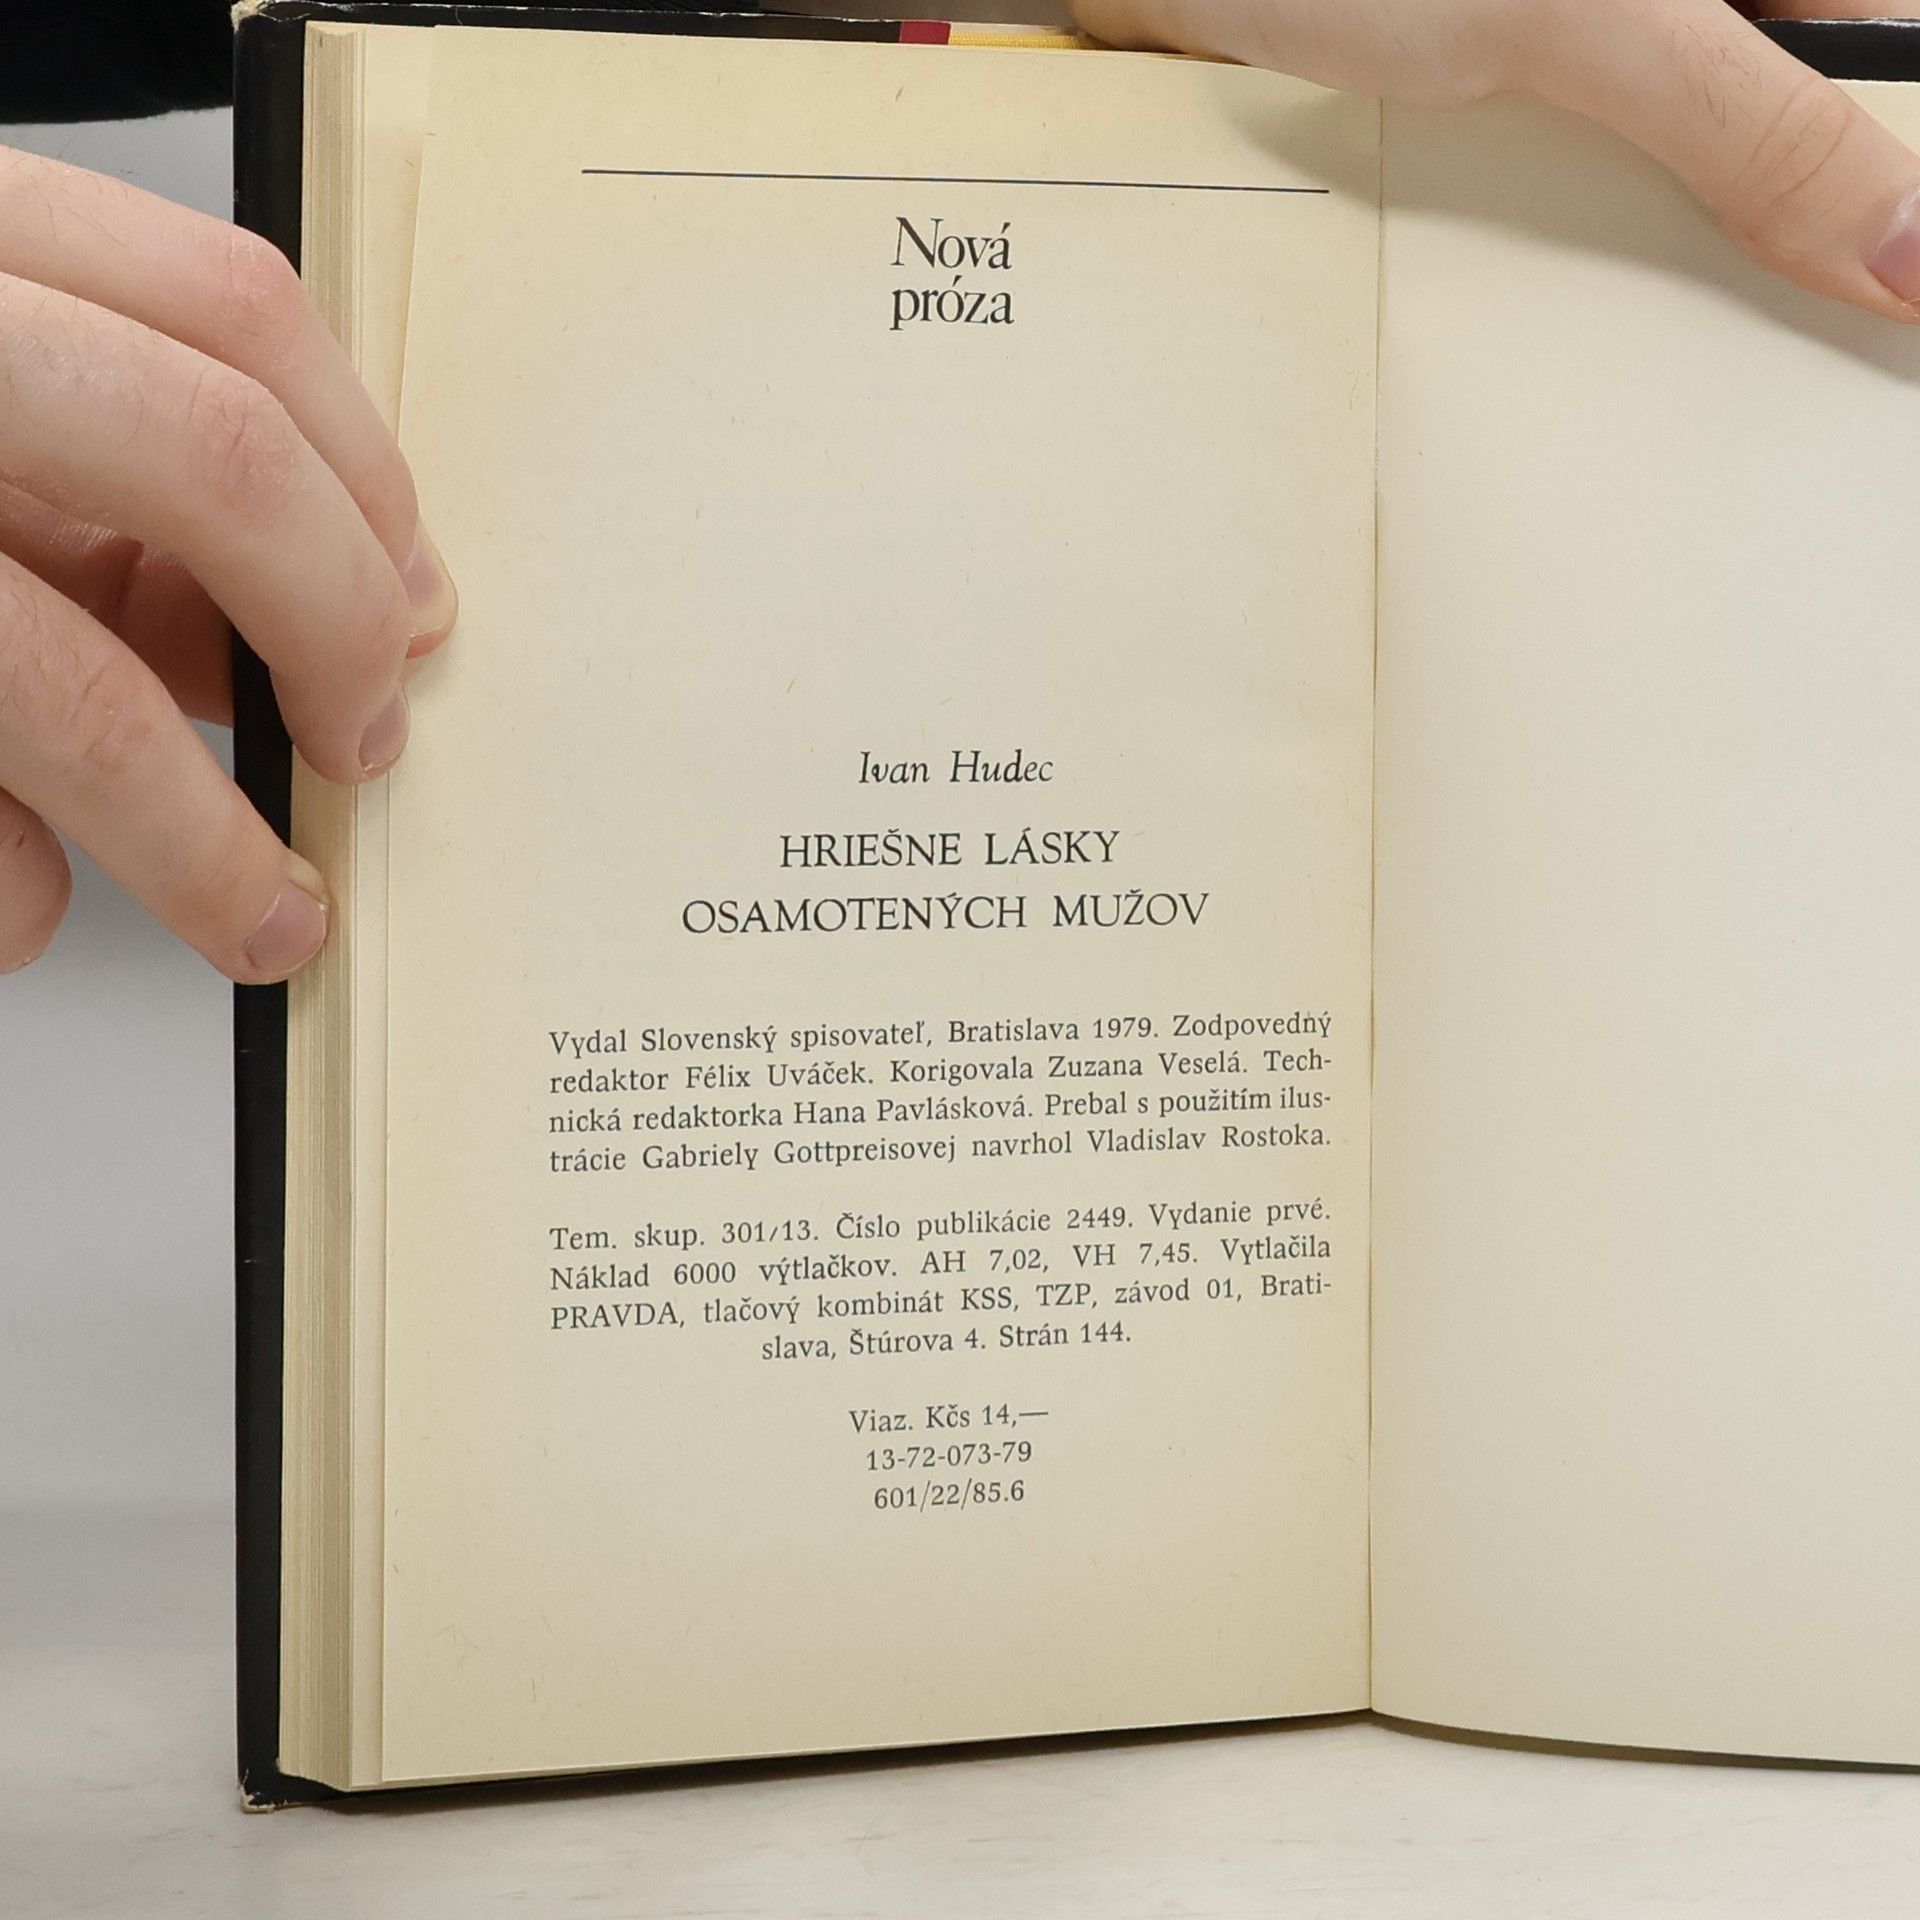 Nová
próza
Ivan Hudec
HRIEŠNE LÁSKY
OSAMOTENÝCH MUŽOV
Vydal Slovenský spisovateľ, Bratislava 1979. Zodpovedný
redaktor Félix Uváček. Korigovala Zuzana Veselá. Tech-
nická redaktorka Hana Pavlásková. Prebal s použitím ilus-
trácie Gabriely Gottpreisovej navrhol Vladislav Rostoka.
Tem. skup. 301/13. Číslo publikácie 2449. Vydanie prvé.
Náklad 6000 výtlačkov. AH 7,02, VH 7,45. Vytlačila
PRAVDA, tlačový kombinát KSS, TZP, závod 01, Brati-
slava, Štúrova 4. Strán 144.
Viaz. Kčs 14,—
13-72-073-79
601/22/85.6